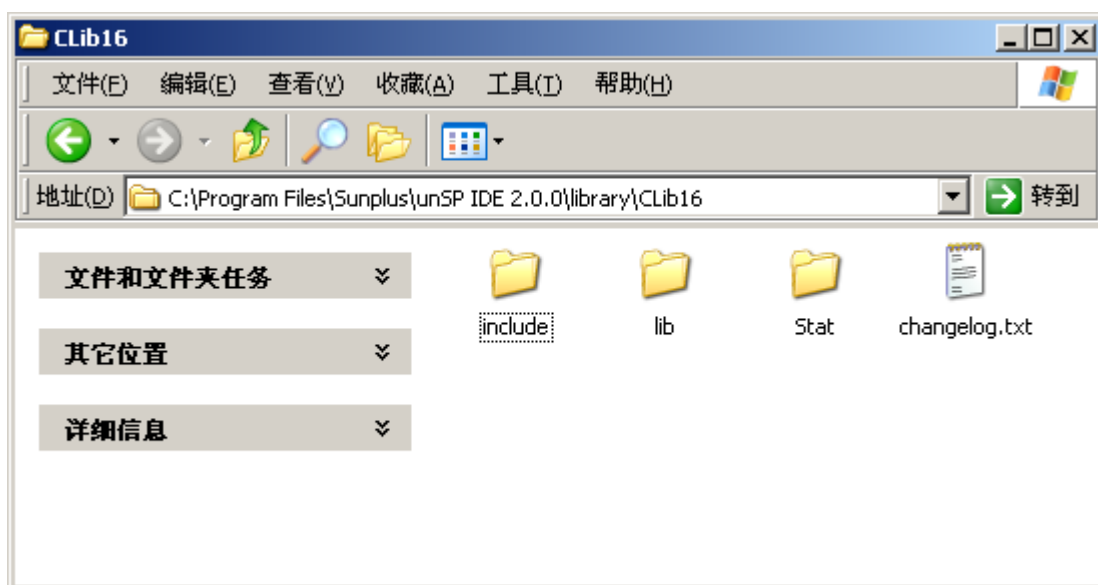 CLib16
文件(F) 编辑(E) 查看(V) 收藏(A) 工具(T) 帮助(H)
地址(D) C:\Program Files\Sunplus\unSP IDE 2.0.0\library\CLib16 转到
文件和文件夹任务
include lib Stat changelog.txt
其它位置
详细信息